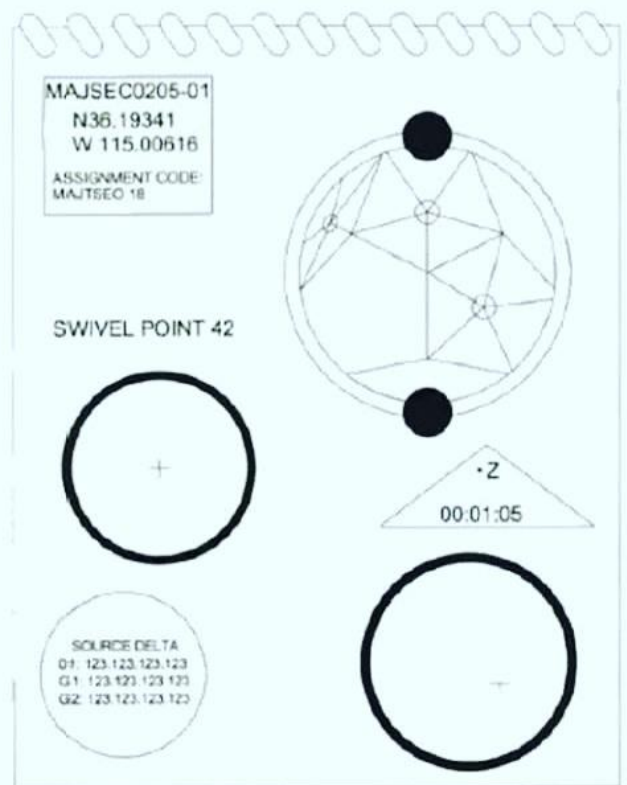 MAJSEC0205-01
N36.19341
W 115.00616
ASSIGNMENT CODE:
MAJTSEO 18
SWIVEL POINT 42
•Z
00:01:05
SOURCE DELTA
01: 123.123.123.123
G1: 123.123.123.123
G2: 123.123.123.123